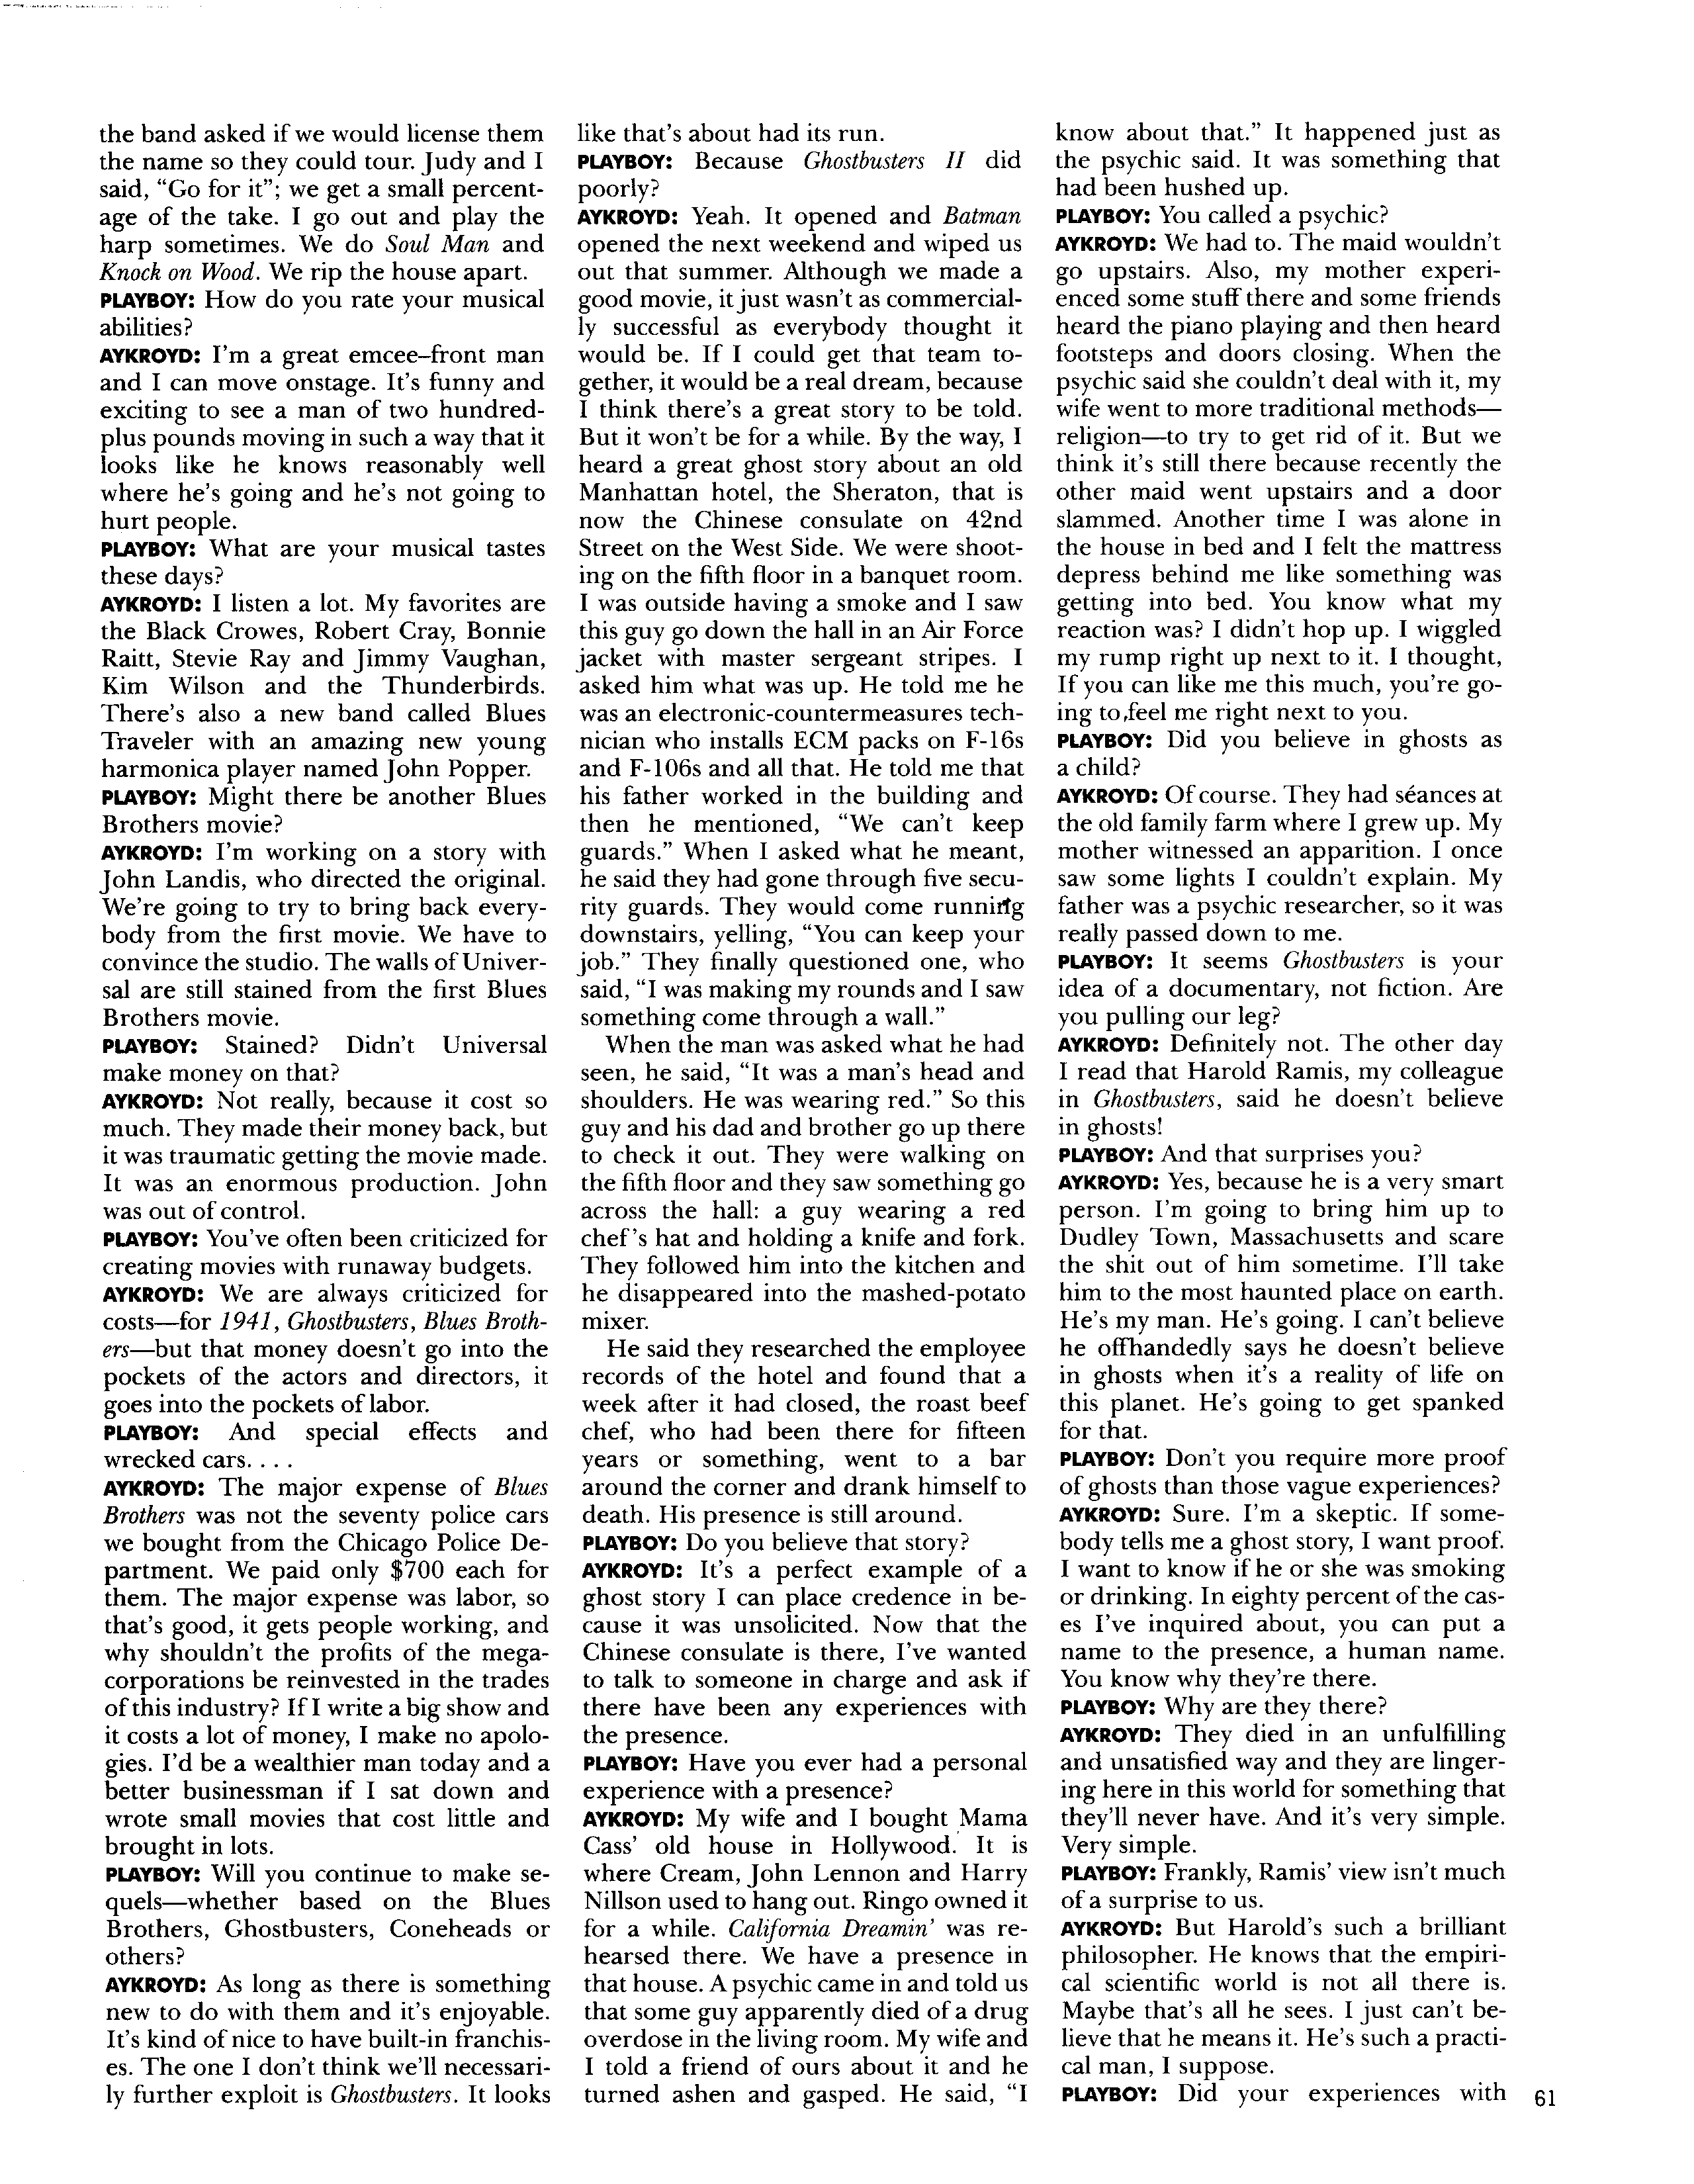 the band asked if we would license them
the name so they could tour. Judy and I
said, “Go for it”; we get a small percent-
age of the take. I go out and play the
harp sometimes. We do Soul Man and
Knock on Wood. We rip the house apart.
PLAYBOY: How do you rate your musical
abilities?
AYKROYD: I'm a great emcee–front man
and I can move onstage. It's funny and
exciting to see a man of two hundred-
plus pounds moving in such a way that it
looks like he knows reasonably well
where he's going and he's not going to
hurt people.
PLAYBOY: What are your musical tastes
these days?
AYKROYD: I listen a lot. My favorites are
the Black Crowes, Robert Cray, Bonnie
Raitt, Stevie Ray and Jimmy Vaughan,
Kim Wilson and the Thunderbirds.
There's also a new band called Blues
Traveler with an amazing new young
harmonica player named John Popper.
PLAYBOY: Might there be another Blues
Brothers movie?
AYKROYD: I'm working on a story with
John Landis, who directed the original.
We're going to try to bring back every-
body from the first movie. We have to
convince the studio. The walls of Univer-
sal are still stained from the first Blues
Brothers movie.
PLAYBOY: Stained? Didn't Universal
make money on that?
AYKROYD: Not really, because it cost so
much. They made their money back, but
it was traumatic getting the movie made.
It was an enormous production. John
was out of control.
PLAYBOY: You've often been criticized for
creating movies with runaway budgets.
AYKROYD: We are always criticized for
costs—for 1941, Ghostbusters, Blues Broth-
ers—but that money doesn't go into the
pockets of the actors and directors, it
goes into the pockets of labor.
PLAYBOY: And special effects and
wrecked cars. . . .
AYKROYD: The major expense of Blues
Brothers was not the seventy police cars
we bought from the Chicago Police De-
partment. We paid only $700 each for
them. The major expense was labor, so
that's good, it gets people working, and
why shouldn't the profits of the mega-
corporations be reinvested in the trades
of this industry? If I write a big show and
it costs a lot of money, I make no apolo-
gies. I'd be a wealthier man today and a
better businessman if I sat down and
wrote small movies that cost little and
brought in lots.
PLAYBOY: Will you continue to make se-
quels—whether based on the Blues
Brothers, Ghostbusters, Coneheads or
others?
AYKROYD: As long as there is something
new to do with them and it's enjoyable.
It's kind of nice to have built-in franchis-
es. The one I don't think we'll necessari-
ly further exploit is Ghostbusters. It looks
like that's about had its run.
PLAYBOY: Because Ghostbusters II did
poorly?
AYKROYD: Yeah. It opened and Batman
opened the next weekend and wiped us
out that summer. Although we made a
good movie, it just wasn't as commercial-
ly successful as everybody thought it
would be. If I could get that team to-
gether, it would be a real dream, because
I think there's a great story to be told.
But it won't be for a while. By the way, I
heard a great ghost story about an old
Manhattan hotel, the Sheraton, that is
now the Chinese consulate on 42nd
Street on the West Side. We were shoot-
ing on the fifth floor in a banquet room.
I was outside having a smoke and I saw
this guy go down the hall in an Air Force
jacket with master sergeant stripes. I
asked him what was up. He told me he
was an electronic-countermeasures tech-
nician who installs ECM packs on F-16s
and F-106s and all that. He told me that
his father worked in the building and
then he mentioned, “We can't keep
guards.” When I asked what he meant,
he said they had gone through five secu-
rity guards. They would come running
downstairs, yelling, “You can keep your
job.” They finally questioned one, who
said, “I was making my rounds and I saw
something come through a wall.”
When the man was asked what he had
seen, he said, “It was a man's head and
shoulders. He was wearing red.” So this
guy and his dad and brother go up there
to check it out. They were walking on
the fifth floor and they saw something go
across the hall: a guy wearing a red
chef's hat and holding a knife and fork.
They followed him into the kitchen and
he disappeared into the mashed-potato
mixer.
He said they researched the employee
records of the hotel and found that a
week after it had closed, the roast beef
chef, who had been there for fifteen
years or something, went to a bar
around the corner and drank himself to
death. His presence is still around.
PLAYBOY: Do you believe that story?
AYKROYD: It's a perfect example of a
ghost story I can place credence in be-
cause it was unsolicited. Now that the
Chinese consulate is there, I've wanted
to talk to someone in charge and ask if
there have been any experiences with
the presence.
PLAYBOY: Have you ever had a personal
experience with a presence?
AYKROYD: My wife and I bought Mama
Cass' old house in Hollywood. It is
where Cream, John Lennon and Harry
Nillson used to hang out. Ringo owned it
for a while. California Dreamin' was re-
hearsed there. We have a presence in
that house. A psychic came in and told us
that some guy apparently died of a drug
overdose in the living room. My wife and
I told a friend of ours about it and he
turned ashen and gasped. He said, “I
know about that.” It happened just as
the psychic said. It was something that
had been hushed up.
PLAYBOY: You called a psychic?
AYKROYD: We had to. The maid wouldn't
go upstairs. Also, my mother experi-
enced some stuff there and some friends
heard the piano playing and then heard
footsteps and doors closing. When the
psychic said she couldn't deal with it, my
wife went to more traditional methods—
religion—to try to get rid of it. But we
think it's still there because recently the
other maid went upstairs and a door
slammed. Another time I was alone in
the house in bed and I felt the mattress
depress behind me like something was
getting into bed. You know what my
reaction was? I didn't hop up. I wiggled
my rump right up next to it. I thought,
If you can like me this much, you're go-
ing to feel me right next to you.
PLAYBOY: Did you believe in ghosts as
a child?
AYKROYD: Of course. They had séances at
the old family farm where I grew up. My
mother witnessed an apparition. I once
saw some lights I couldn't explain. My
father was a psychic researcher, so it was
really passed down to me.
PLAYBOY: It seems Ghostbusters is your
idea of a documentary, not fiction. Are
you pulling our leg?
AYKROYD: Definitely not. The other day
I read that Harold Ramis, my colleague
in Ghostbusters, said he doesn't believe
in ghosts!
PLAYBOY: And that surprises you?
AYKROYD: Yes, because he is a very smart
person. I'm going to bring him up to
Dudley Town, Massachusetts and scare
the shit out of him sometime. I'll take
him to the most haunted place on earth.
He's my man. He's going. I can't believe
he offhandedly says he doesn't believe
in ghosts when it's a reality of life on
this planet. He's going to get spanked
for that.
PLAYBOY: Don't you require more proof
of ghosts than those vague experiences?
AYKROYD: Sure. I'm a skeptic. If some-
body tells me a ghost story, I want proof.
I want to know if he or she was smoking
or drinking. In eighty percent of the cas-
es I've inquired about, you can put a
name to the presence, a human name.
You know why they're there.
PLAYBOY: Why are they there?
AYKROYD: They died in an unfulfilling
and unsatisfied way and they are linger-
ing here in this world for something that
they'll never have. And it's very simple.
Very simple.
PLAYBOY: Frankly, Ramis' view isn't much
of a surprise to us.
AYKROYD: But Harold's such a brilliant
philosopher. He knows that the empiri-
cal scientific world is not all there is.
Maybe that's all he sees. I just can't be-
lieve that he means it. He's such a practi-
cal man, I suppose.
PLAYBOY: Did your experiences with
61